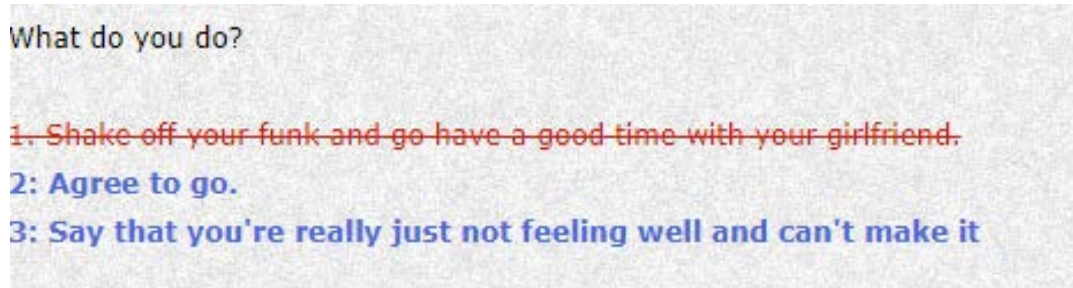 What do you do?
1. Shake off your funk and go have a good time with your girlfriend.
2: Agree to go.
3: Say that you're really just not feeling well and can't make it